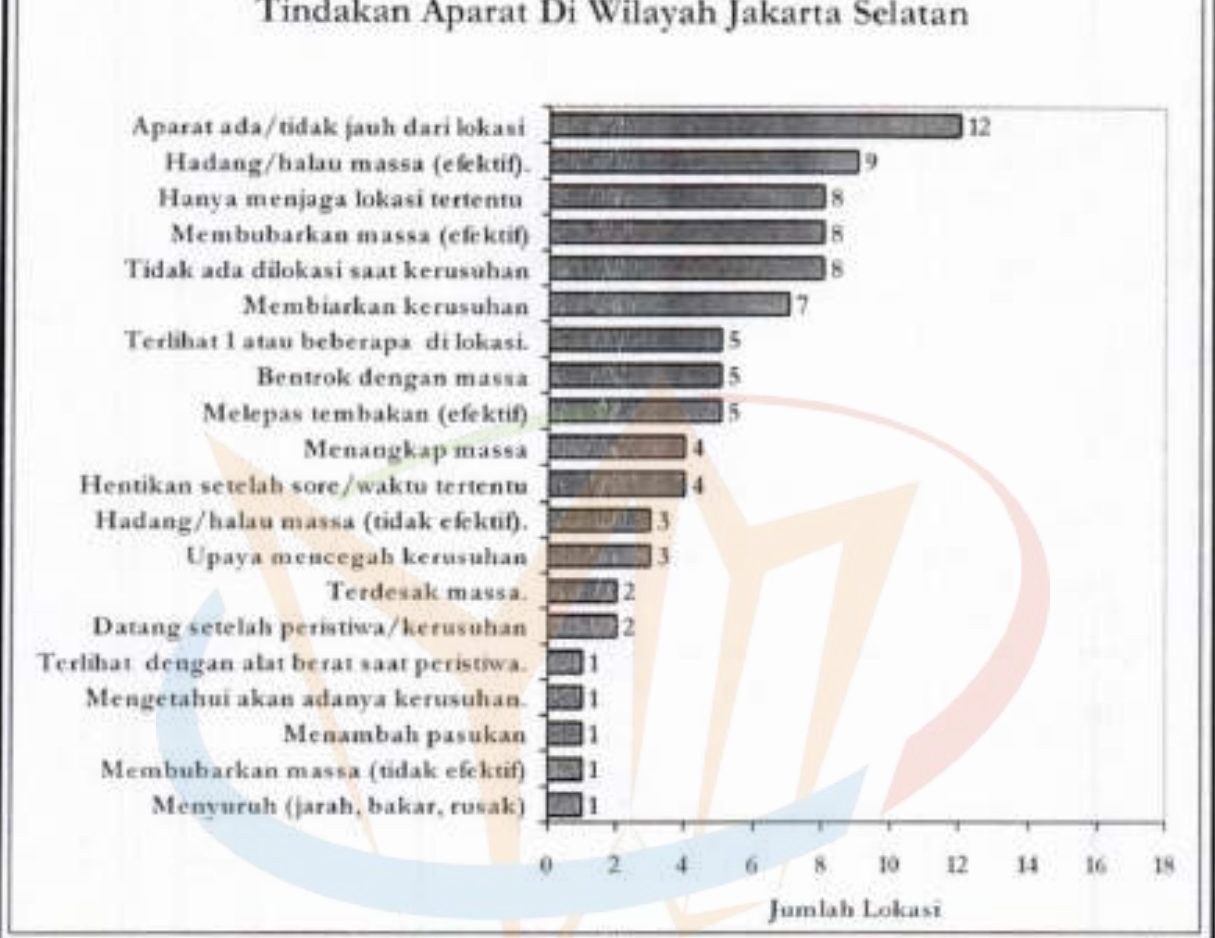 Tindakan Aparat Di Wilayah Jakarta Selatan
Aparat ada/tidak jauh dari lokasi 12
Hadang/halau massa (efektif). 9
Hanya menjaga lokasi tertentu 8
Membubarkan massa (efektif) 8
Tidak ada dilokasi saat kerusuhan 8
Membiarkan kerusuhan 7
Terlihat 1 atau beberapa di lokasi. 5
Bentrok dengan massa 5
Melepas tembakan (efektif) 5
Menangkap massa 4
Hentikan setelah sore/waktu tertentu 4
Hadang/halau massa (tidak efektif). 3
Upaya mencegah kerusuhan 3
Terdesak massa. 2
Datang setelah peristiwa/kerusuhan 2
Terlihat dengan alat berat saat peristiwa. 1
Mengetahui akan adanya kerusuhan. 1
Menambah pasukan 1
Membubarkan massa (tidak efektif) 1
Menyuruh (jarah, bakar, rusak) 1
0 2 4 6 8 10 12 14 16 18
Jumlah Lokasi